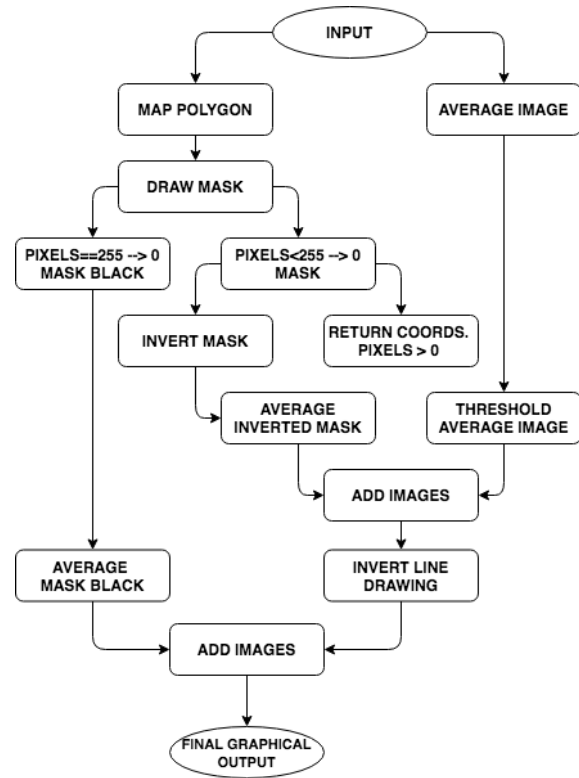 INPUT
MAP POLYGON
AVERAGE IMAGE
DRAW MASK
PIXELS==255 --> 0
MASK BLACK
PIXELS<255 --> 0
MASK
INVERT MASK
RETURN COORDS.
PIXELS > 0
AVERAGE
INVERTED MASK
THRESHOLD
AVERAGE IMAGE
ADD IMAGES
AVERAGE
MASK BLACK
INVERT LINE
DRAWING
ADD IMAGES
FINAL GRAPHICAL
OUTPUT